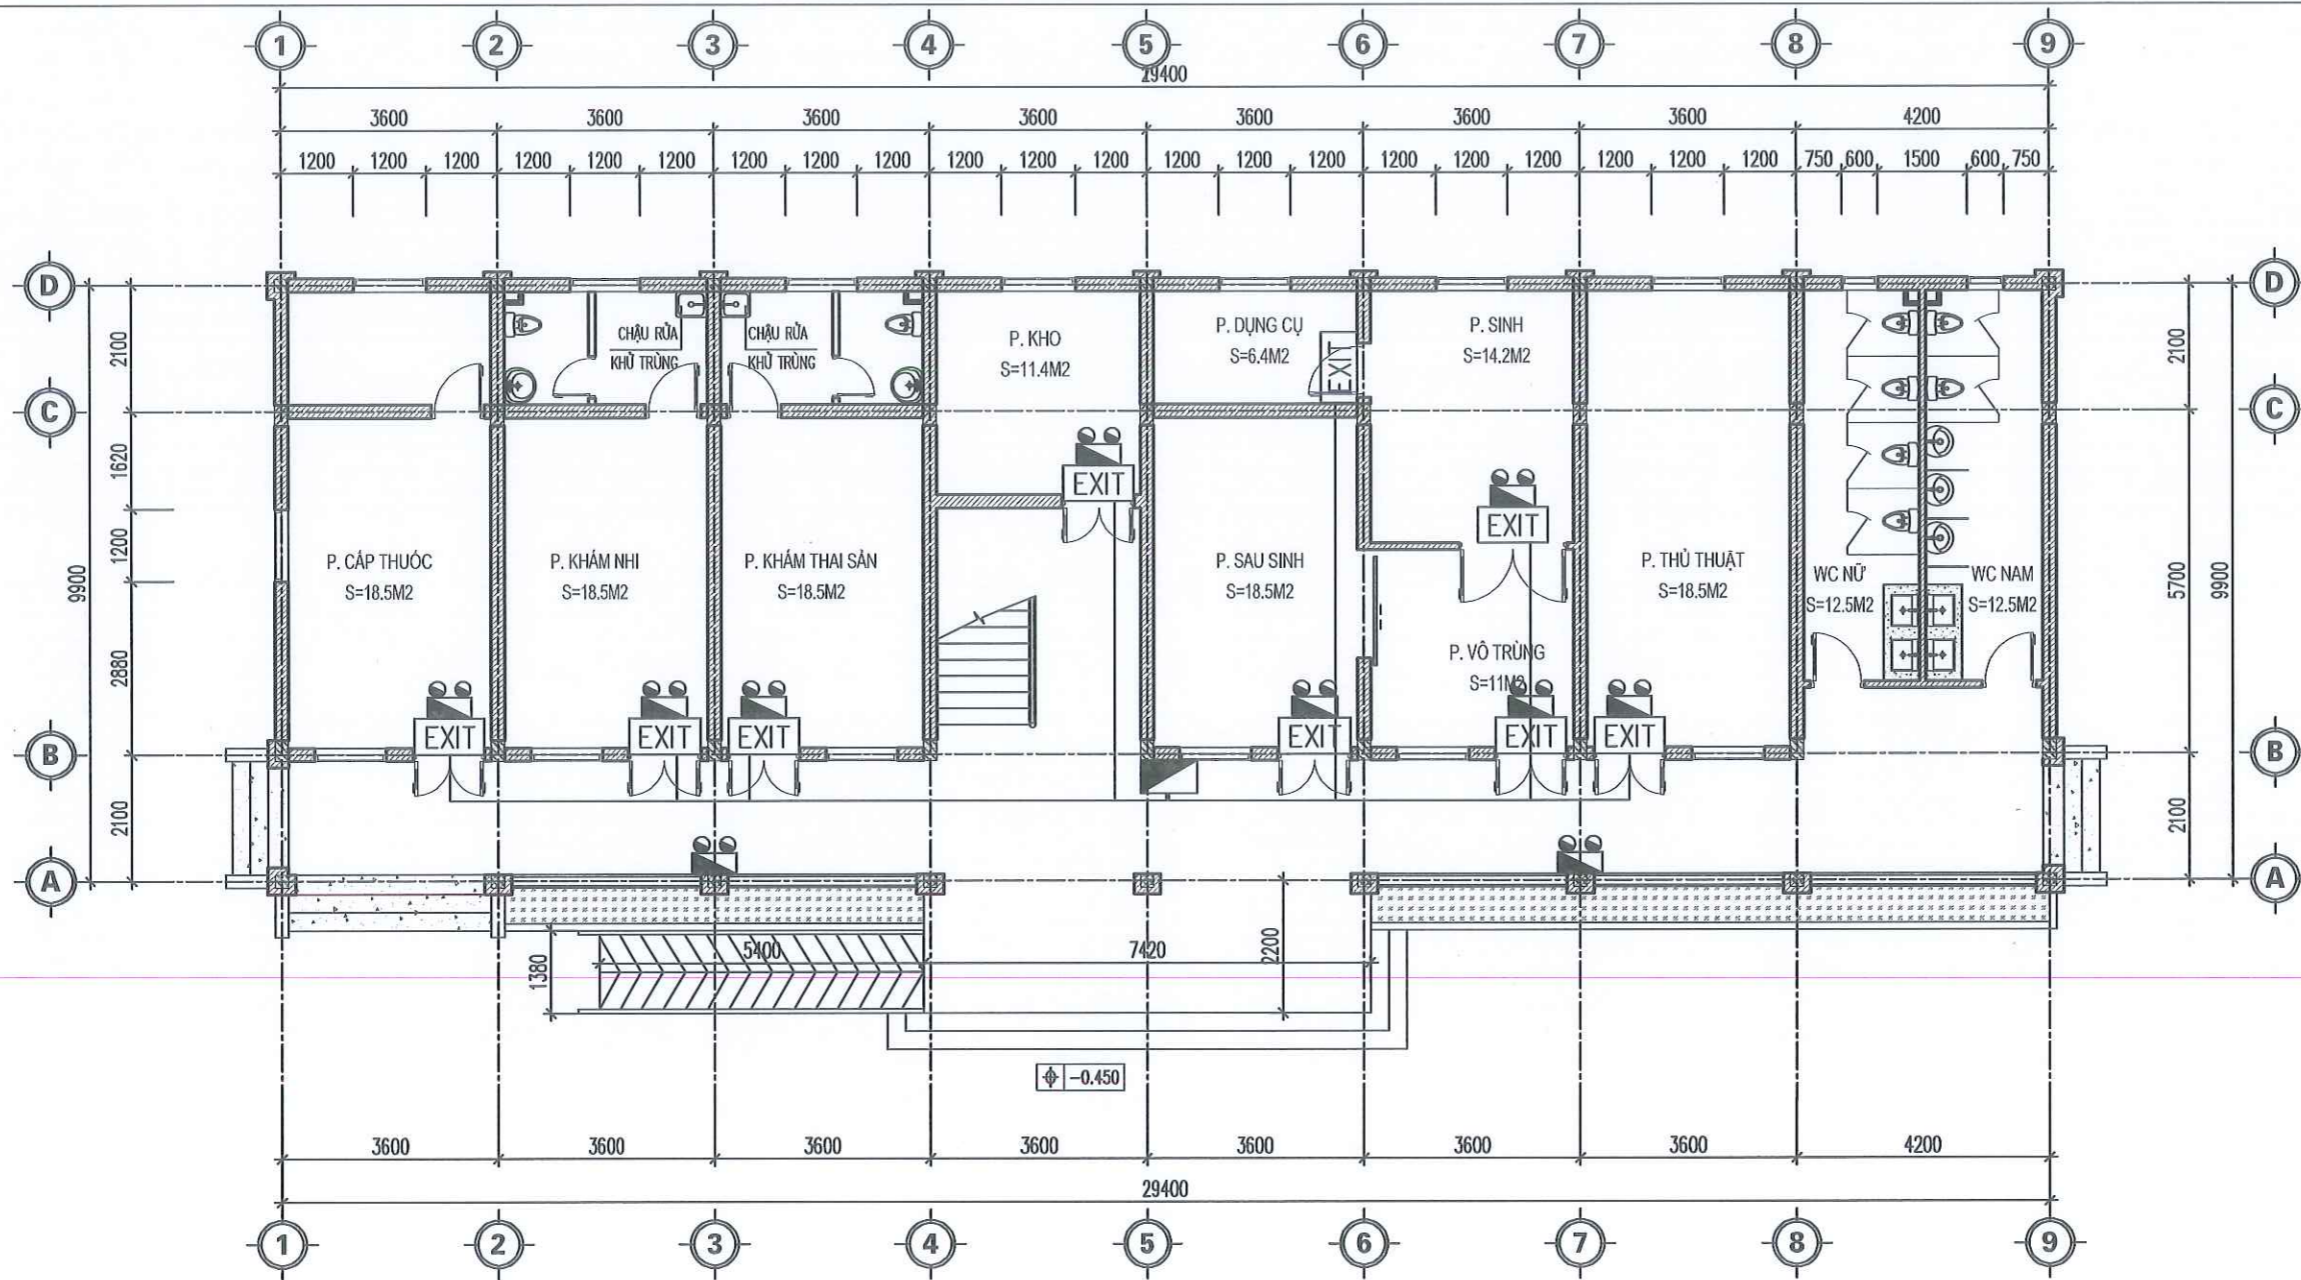 1 2 3 4 5 6 7 8 9
29400
3600 3600 3600 3600 3600 3600 3600 4200
1200 1200 1200 1200 1200 1200 1200 1200 1200 1200 1200 1200 1200 1200 1200 1200 1200 1200 1200 1200 1200 750 600 1500 600 750
D D
C C
B B
A A
9900
2100
1620
1200
2880
2100
2100
5700
2100
9900
CHẬU RỬA
KHỬ TRÙNG
CHẬU RỬA
KHỬ TRÙNG
P. KHO
S=11.4M2
P. DỤNG CỤ
S=6.4M2
EXIT
P. SINH
S=14.2M2
EXIT
EXIT
P. CẤP THUỐC
S=18.5M2
P. KHÁM NHI
S=18.5M2
P. KHÁM THAI SẢN
S=18.5M2
P. SAU SINH
S=18.5M2
P. VÔ TRÙNG
S=11M2
P. THỦ THUẬT
S=18.5M2
WC NỮ
S=12.5M2
WC NAM
S=12.5M2
EXIT EXIT EXIT EXIT EXIT EXIT
1380
5400
7420
2200
-0.450
3600 3600 3600 3600 3600 3600 3600 4200
29400
1 2 3 4 5 6 7 8 9